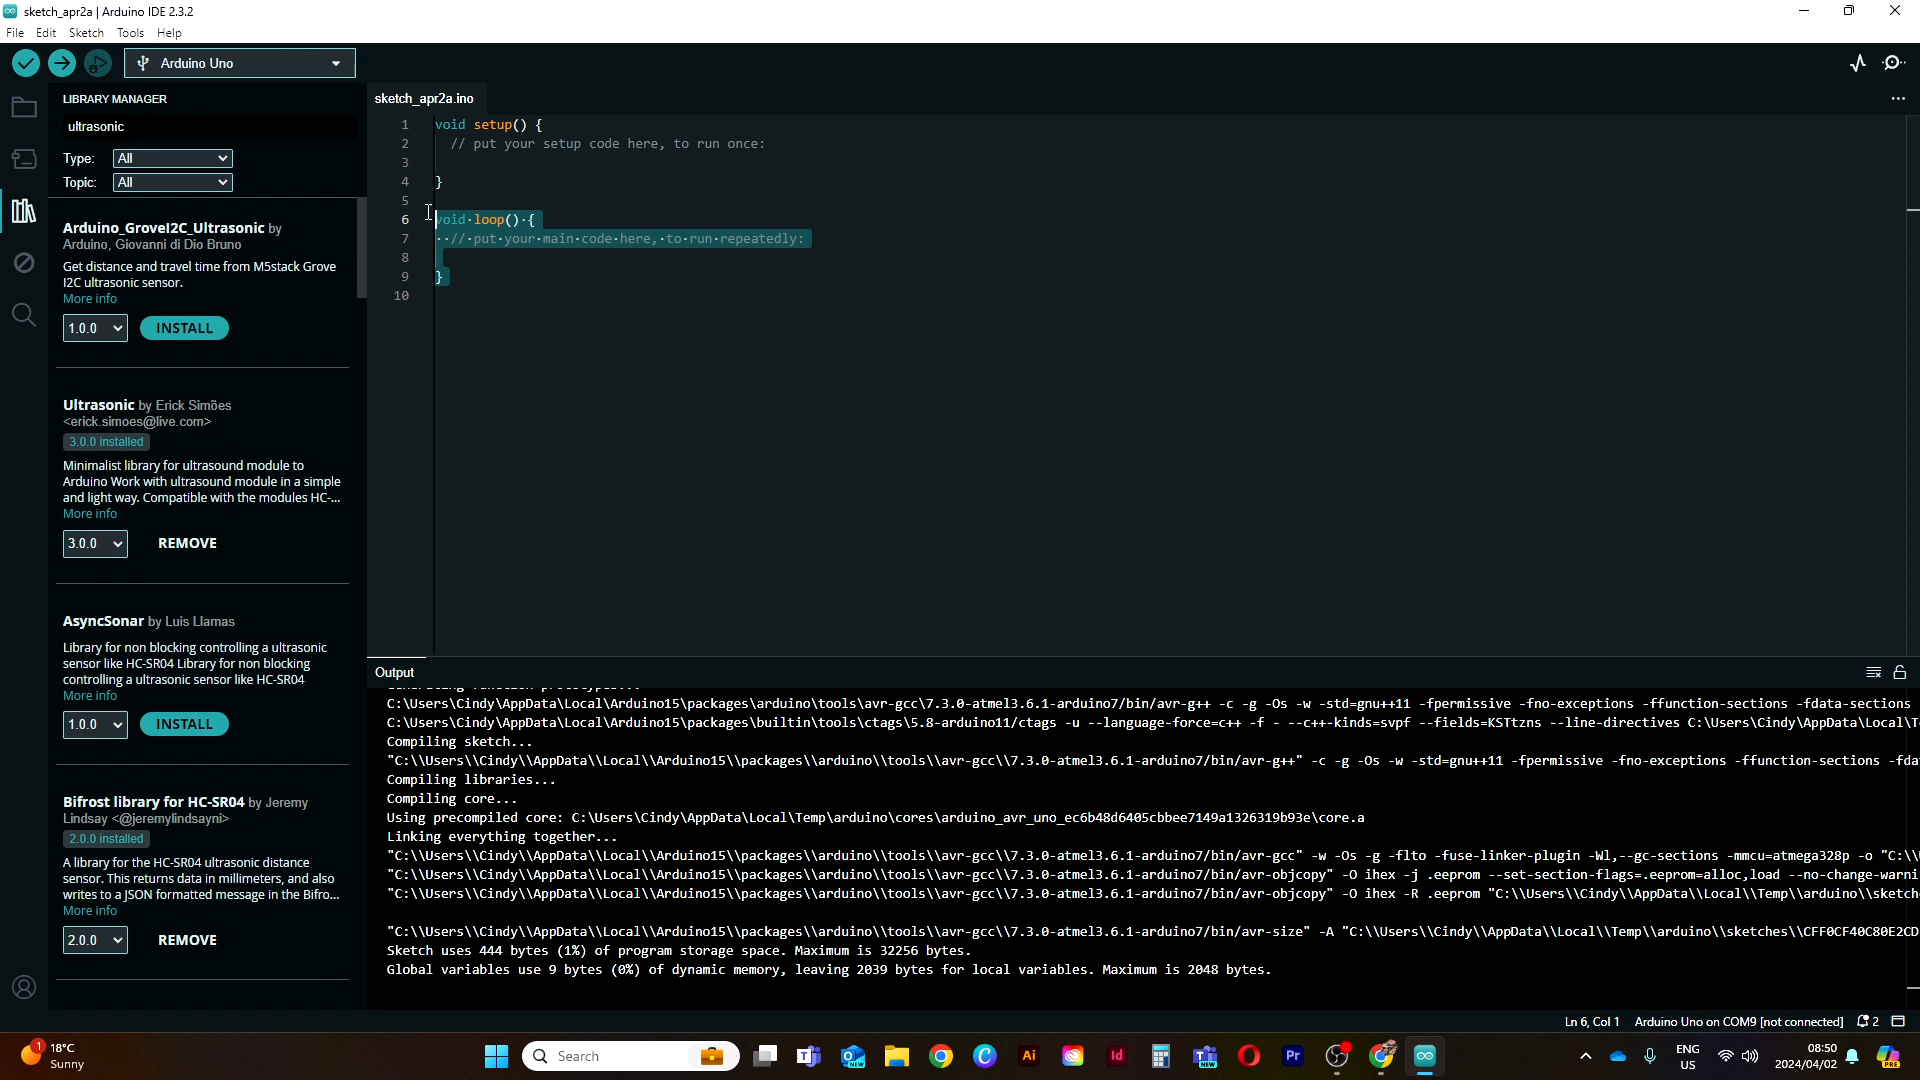 sketch_apr2a | Arduino IDE 2.3.2
File Edit Sketch Tools Help
Arduino Uno
LIBRARY MANAGER
ultrasonic
Type: All
Topic: All
Arduino_GroveI2C_Ultrasonic by
Arduino, Giovanni di Dio Bruno
Get distance and travel time from M5stack Grove
I2C ultrasonic sensor.
More info
1.0.0 INSTALL
Ultrasonic by Erick Simões
<erick.simoes@live.com>
3.0.0 installed
Minimalist library for ultrasound module to
Arduino Work with ultrasound module in a simple
and light way. Compatible with the modules HC-...
More info
3.0.0 REMOVE
AsyncSonar by Luis Llamas
Library for non blocking controlling a ultrasonic
sensor like HC-SR04 Library for non blocking
controlling a ultrasonic sensor like HC-SR04
More info
1.0.0 INSTALL
Bifrost library for HC-SR04 by Jeremy
Lindsay <@jeremylindsayni>
2.0.0 installed
A library for the HC-SR04 ultrasonic distance
sensor. This returns data in millimeters, and also
writes to a JSON formatted message in the Bifro...
More info
2.0.0 REMOVE
sketch_apr2a.ino
1 void setup() {
2 // put your setup code here, to run once:
3
4 }
5
6 void·loop()·{
7 ··//·put·your·main·code·here,·to·run·repeatedly:
8
9 }
10
Output
C:\Users\Cindy\AppData\Local\Arduino15\packages\arduino\tools\avr-gcc\7.3.0-atmel3.6.1-arduino7/bin/avr-g++ -c -g -Os -w -std=gnu++11 -fpermissive -fno-exceptions -ffunction-sections -fdata-sections
C:\Users\Cindy\AppData\Local\Arduino15\packages\builtin\tools\ctags\5.8-arduino11/ctags -u --language-force=c++ -f - --c++-kinds=svpf --fields=KSTtzns --line-directives C:\Users\Cindy\AppData\Local\T
Compiling sketch...
"C:\\Users\\Cindy\\AppData\\Local\\Arduino15\\packages\\arduino\\tools\\avr-gcc\\7.3.0-atmel3.6.1-arduino7/bin/avr-g++" -c -g -Os -w -std=gnu++11 -fpermissive -fno-exceptions -ffunction-sections -fda
Compiling libraries...
Compiling core...
Using precompiled core: C:\Users\Cindy\AppData\Local\Temp\arduino\cores\arduino_avr_uno_ec6b48d6405cbbee7149a1326319b93e\core.a
Linking everything together...
"C:\\Users\\Cindy\\AppData\\Local\\Arduino15\\packages\\arduino\\tools\\avr-gcc\\7.3.0-atmel3.6.1-arduino7/bin/avr-gcc" -w -Os -g -flto -fuse-linker-plugin -Wl,--gc-sections -mmcu=atmega328p -o "C:\\
"C:\\Users\\Cindy\\AppData\\Local\\Arduino15\\packages\\arduino\\tools\\avr-gcc\\7.3.0-atmel3.6.1-arduino7/bin/avr-objcopy" -O ihex -j .eeprom --set-section-flags=.eeprom=alloc,load --no-change-warni
"C:\\Users\\Cindy\\AppData\\Local\\Arduino15\\packages\\arduino\\tools\\avr-gcc\\7.3.0-atmel3.6.1-arduino7/bin/avr-objcopy" -O ihex -R .eeprom "C:\\Users\\Cindy\\AppData\\Local\\Temp\\arduino\\sketch
"C:\\Users\\Cindy\\AppData\\Local\\Arduino15\\packages\\arduino\\tools\\avr-gcc\\7.3.0-atmel3.6.1-arduino7/bin/avr-size" -A "C:\\Users\\Cindy\\AppData\\Local\\Temp\\arduino\\sketches\\CFF0CF40C80E2CD
Sketch uses 444 bytes (1%) of program storage space. Maximum is 32256 bytes.
Global variables use 9 bytes (0%) of dynamic memory, leaving 2039 bytes for local variables. Maximum is 2048 bytes.
Ln 6, Col 1 Arduino Uno on COM9 [not connected] 2
1 18°C
Sunny
Search
NEW
Ai
Id
NEW
Pr
ENG
US
08:50
2024/04/02
PRE